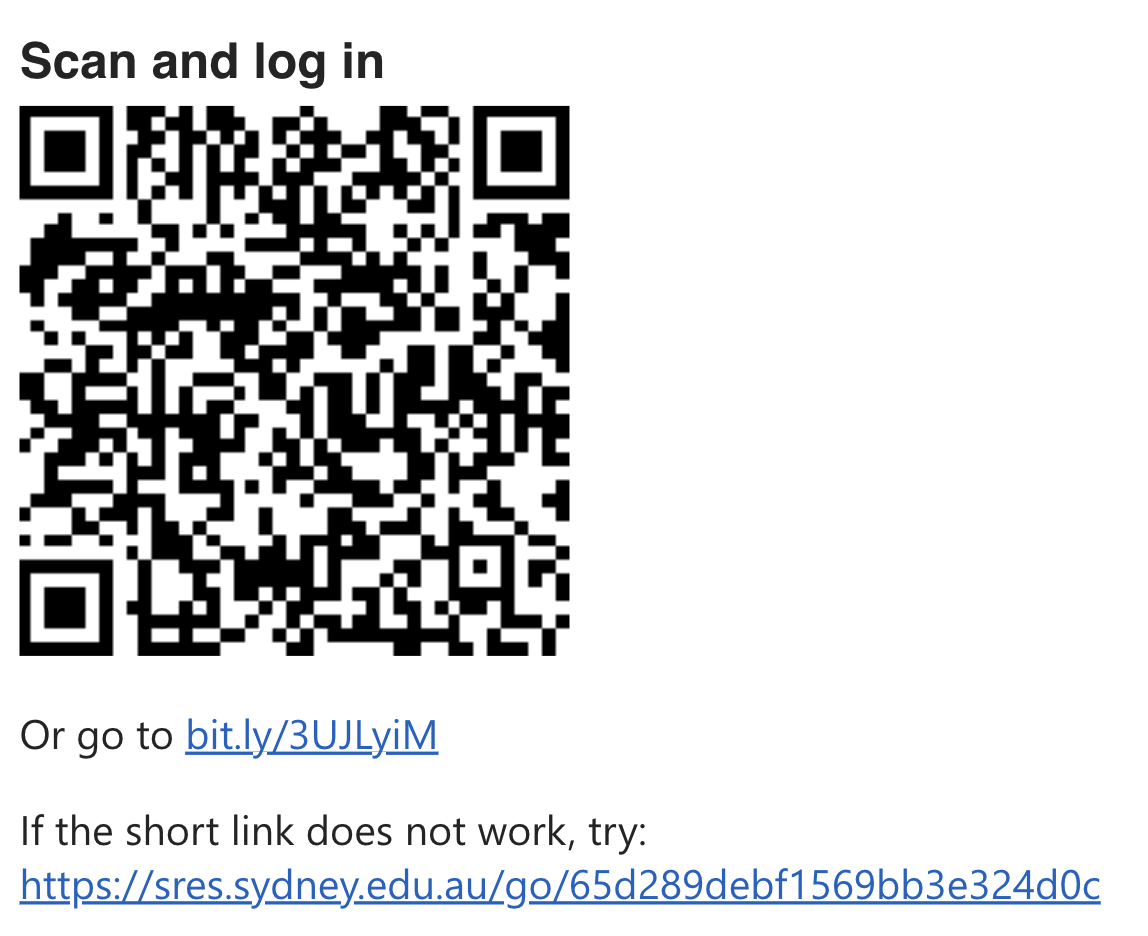 Scan and log in
Or go to bit.ly/3UJLyiM
If the short link does not work, try:
https://sres.sydney.edu.au/go/65d289debf1569bb3e324d0c